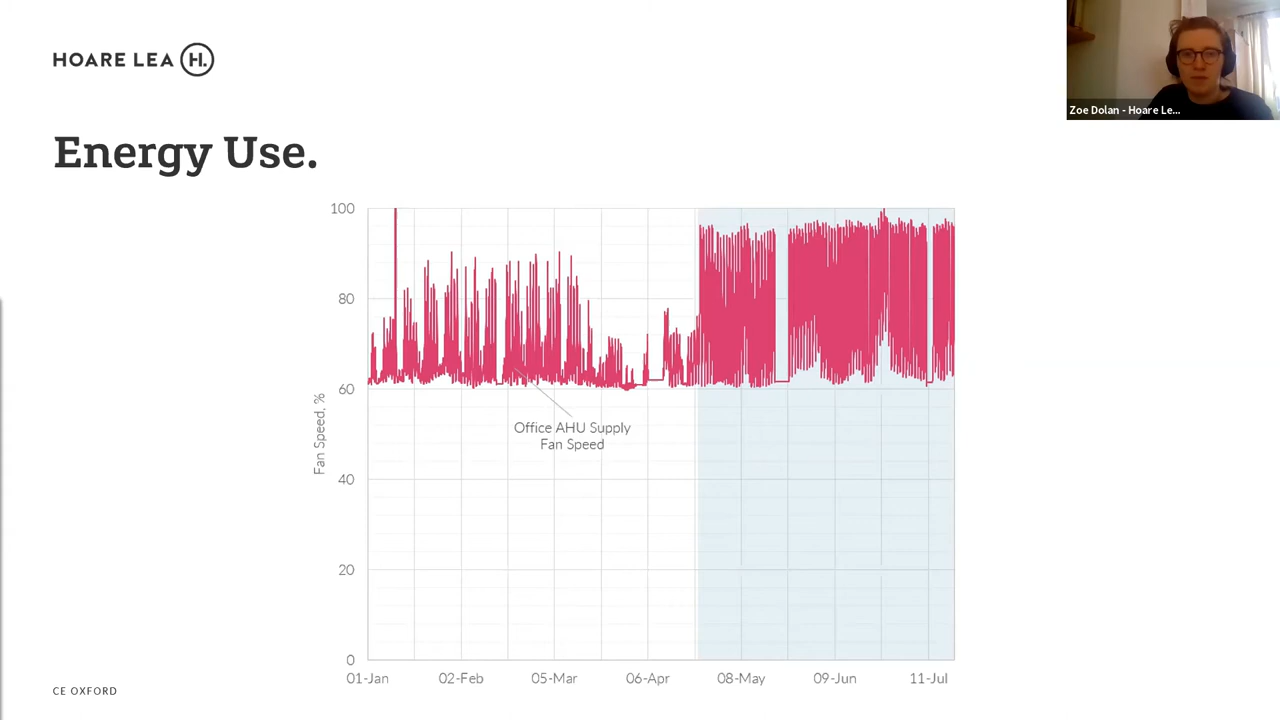 HOARE LEA H.
Zoe Dolan - Hoare Le...
Energy Use.
100
80
60
40
20
0
Fan Speed, %
Office AHU Supply
Fan Speed
01-Jan
02-Feb
05-Mar
06-Apr
08-May
09-Jun
11-Jul
CE OXFORD